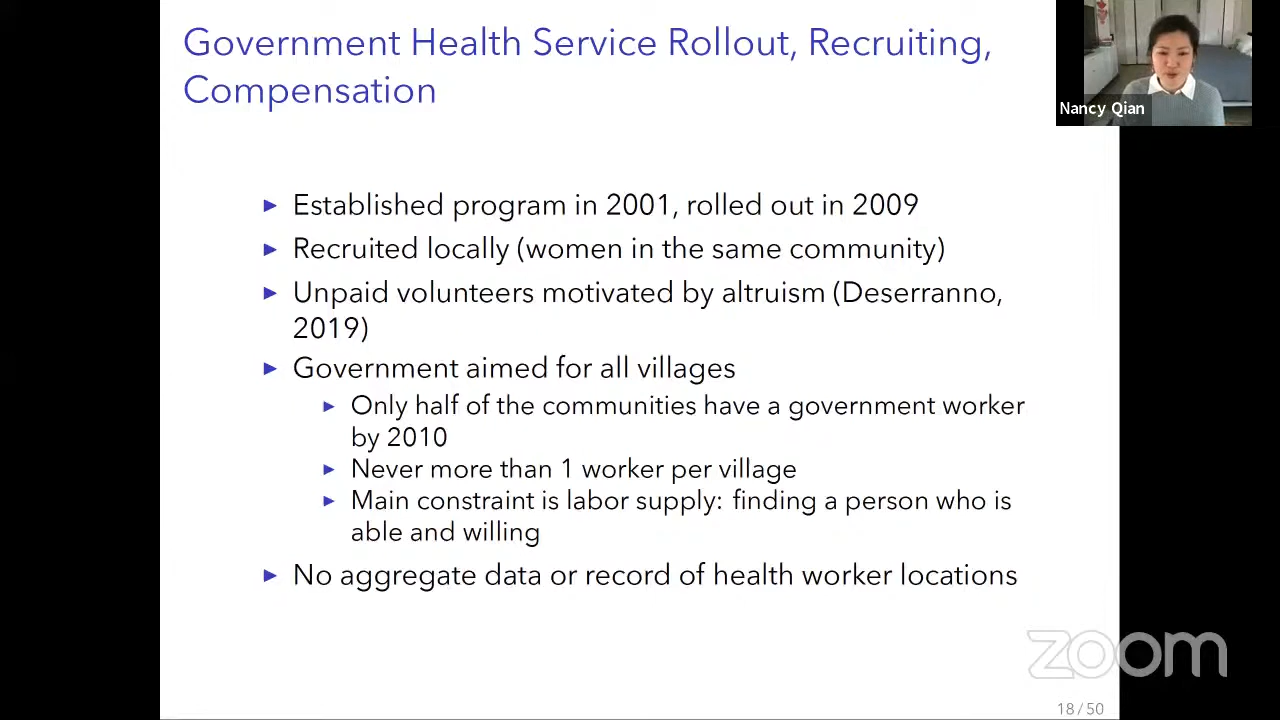 Government Health Service Rollout, Recruiting,
Compensation
Nancy Qian
► Established program in 2001, rolled out in 2009
► Recruited locally (women in the same community)
► Unpaid volunteers motivated by altruism (Deserranno,
2019)
► Government aimed for all villages
► Only half of the communities have a government worker
by 2010
► Never more than 1 worker per village
► Main constraint is labor supply: finding a person who is
able and willing
► No aggregate data or record of health worker locations
zoom
18 / 50